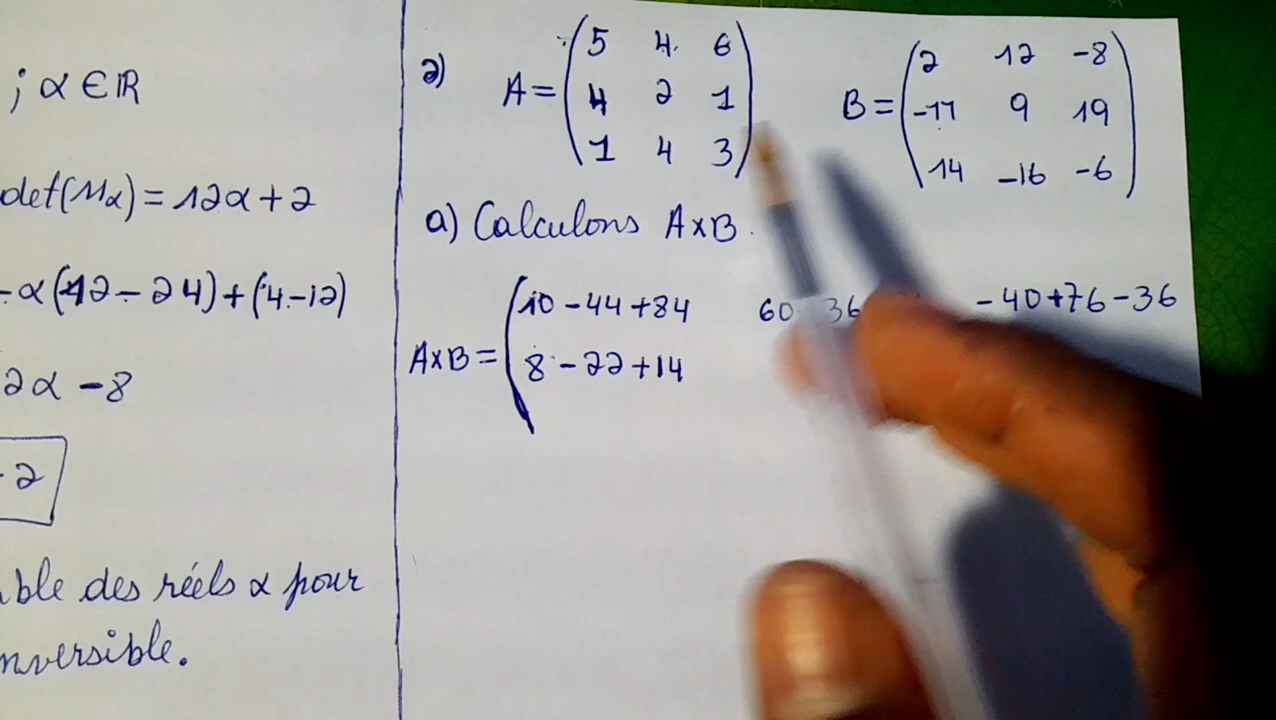 ; α ∈ ℝ
def(Mα) = 12α + 2
- α(12 - 24) + (4 - 12)
2α - 8
- 2
ble des réels α pour
nversible.
2) A = (5 4 6
4 2 1
1 4 3)
B = (2 12 -8
-11 9 19
14 -16 -6)
a) Calculons A×B.
A×B = (10 - 44 + 84 60 36 - 40 + 76 - 36
8 - 22 + 14